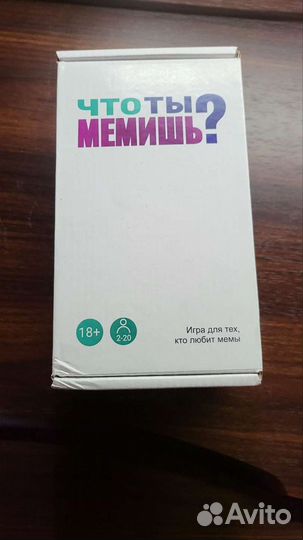 ЧТО ТЫ
МЕМИШЬ?
18+
2-20
Игра для тех,
кто любит мемы
Avito